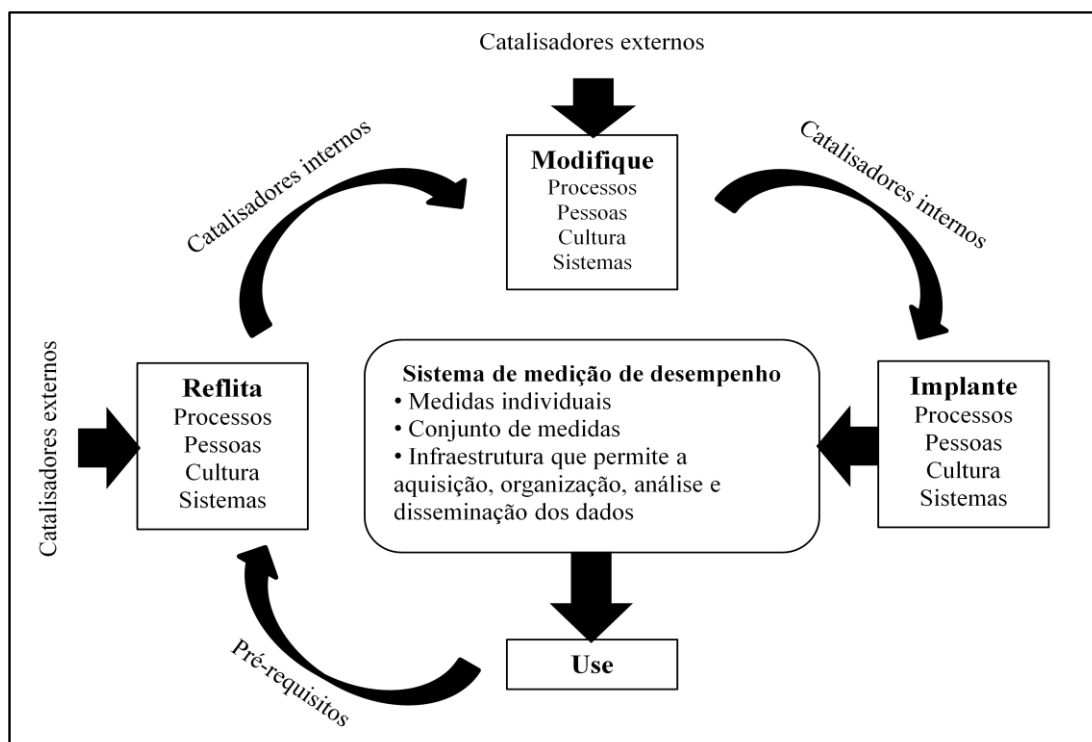 Catalisadores externos
Catalisadores internos
Catalisadores internos
Modifique
Processos
Pessoas
Cultura
Sistemas
Catalisadores externos
Reflita
Processos
Pessoas
Cultura
Sistemas
Sistema de medição de desempenho
• Medidas individuais
• Conjunto de medidas
• Infraestrutura que permite a
aquisição, organização, análise e
disseminação dos dados
Implante
Processos
Pessoas
Cultura
Sistemas
Pré-requisitos
Use